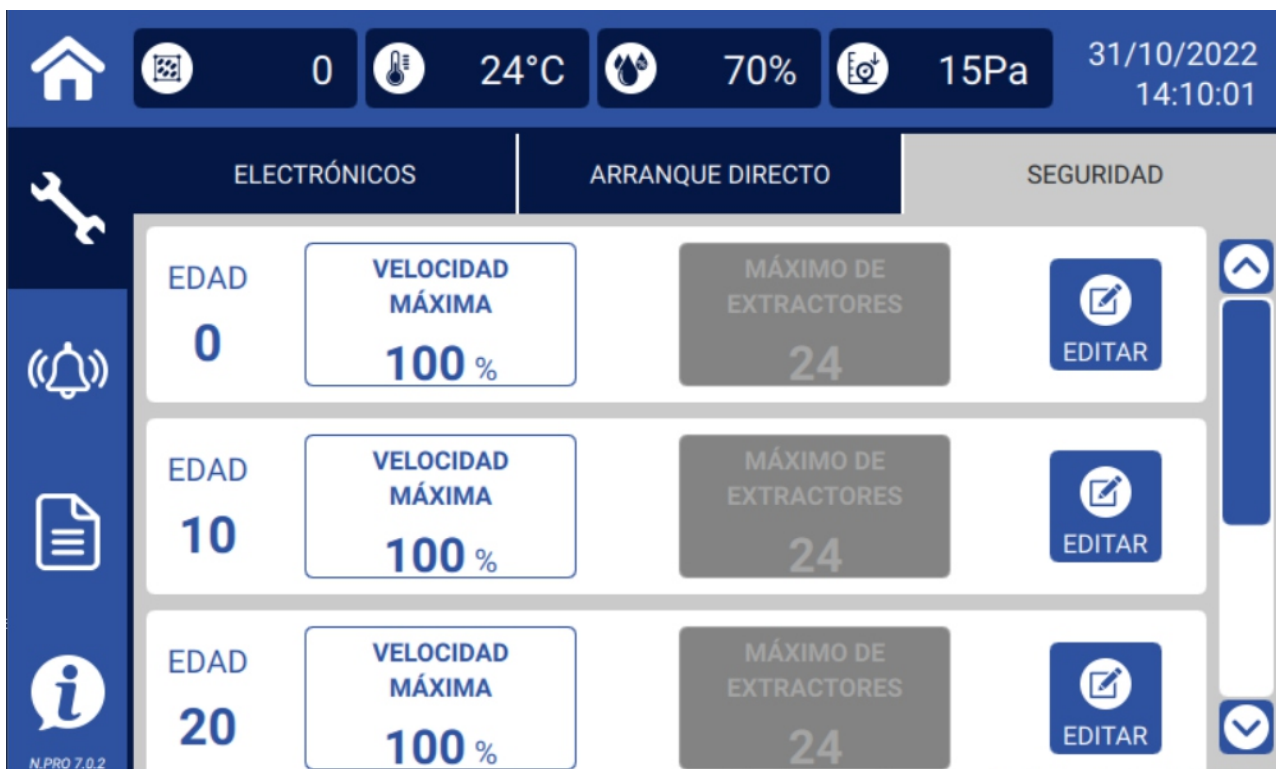 0
24°C
70%
15Pa
31/10/2022
14:10:01
ELECTRÓNICOS
ARRANQUE DIRECTO
SEGURIDAD
EDAD
0
VELOCIDAD
MÁXIMA
100 %
MÁXIMO DE
EXTRACTORES
24
EDITAR
EDAD
10
VELOCIDAD
MÁXIMA
100 %
MÁXIMO DE
EXTRACTORES
24
EDITAR
EDAD
20
VELOCIDAD
MÁXIMA
100 %
MÁXIMO DE
EXTRACTORES
24
EDITAR
N.PRO 7.0.2